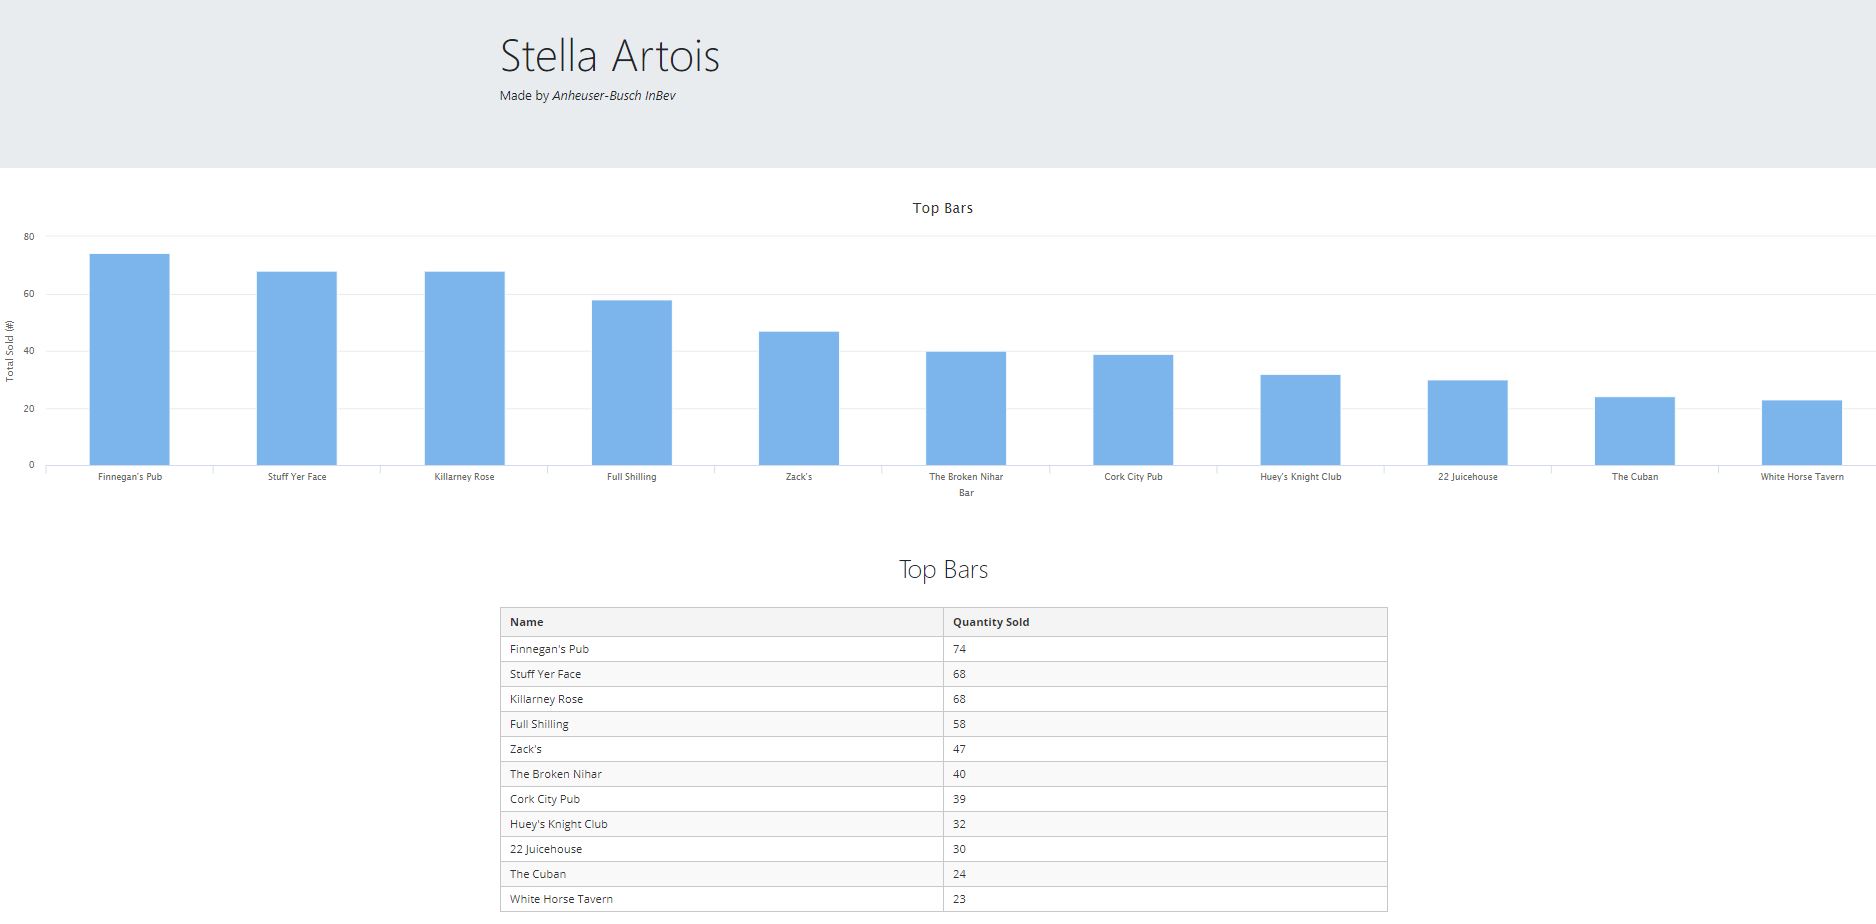 Stella Artois
Made by Anheuser-Busch InBev
Top Bars
80
60
40
20
0
Total Sold (#)
Finnegan's Pub Stuff Yer Face Killarney Rose Full Shilling Zack's The Broken Nihar Cork City Pub Huey's Knight Club 22 Juicehouse The Cuban White Horse Tavern
Bar
Top Bars
Name Quantity Sold
Finnegan's Pub 74
Stuff Yer Face 68
Killarney Rose 68
Full Shilling 58
Zack's 47
The Broken Nihar 40
Cork City Pub 39
Huey's Knight Club 32
22 Juicehouse 30
The Cuban 24
White Horse Tavern 23